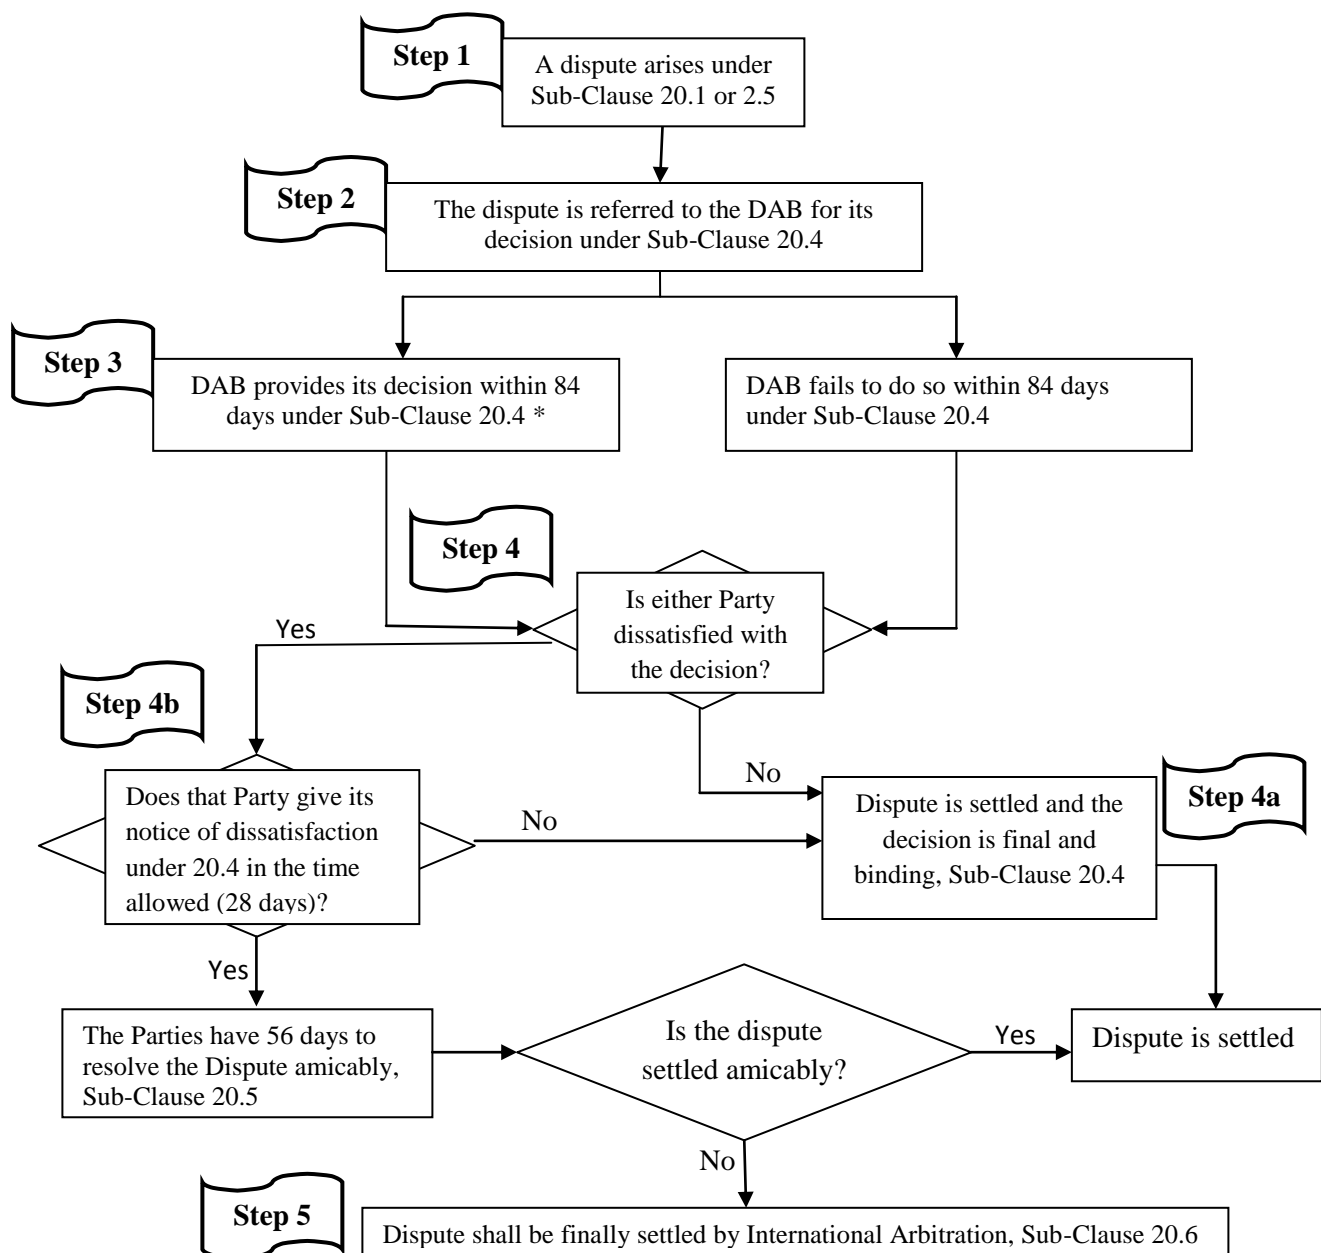 Step 1
A dispute arises under
Sub-Clause 20.1 or 2.5
Step 2
The dispute is referred to the DAB for its
decision under Sub-Clause 20.4
Step 3
DAB provides its decision within 84
days under Sub-Clause 20.4 *
DAB fails to do so within 84 days
under Sub-Clause 20.4
Step 4
Is either Party
dissatisfied with
the decision?
Yes
Step 4b
No
Does that Party give its
notice of dissatisfaction
under 20.4 in the time
allowed (28 days)?
No
Dispute is settled and the
decision is final and
binding, Sub-Clause 20.4
Step 4a
Yes
The Parties have 56 days to
resolve the Dispute amicably,
Sub-Clause 20.5
Is the dispute
settled amicably?
Yes
Dispute is settled
No
Step 5
Dispute shall be finally settled by International Arbitration, Sub-Clause 20.6